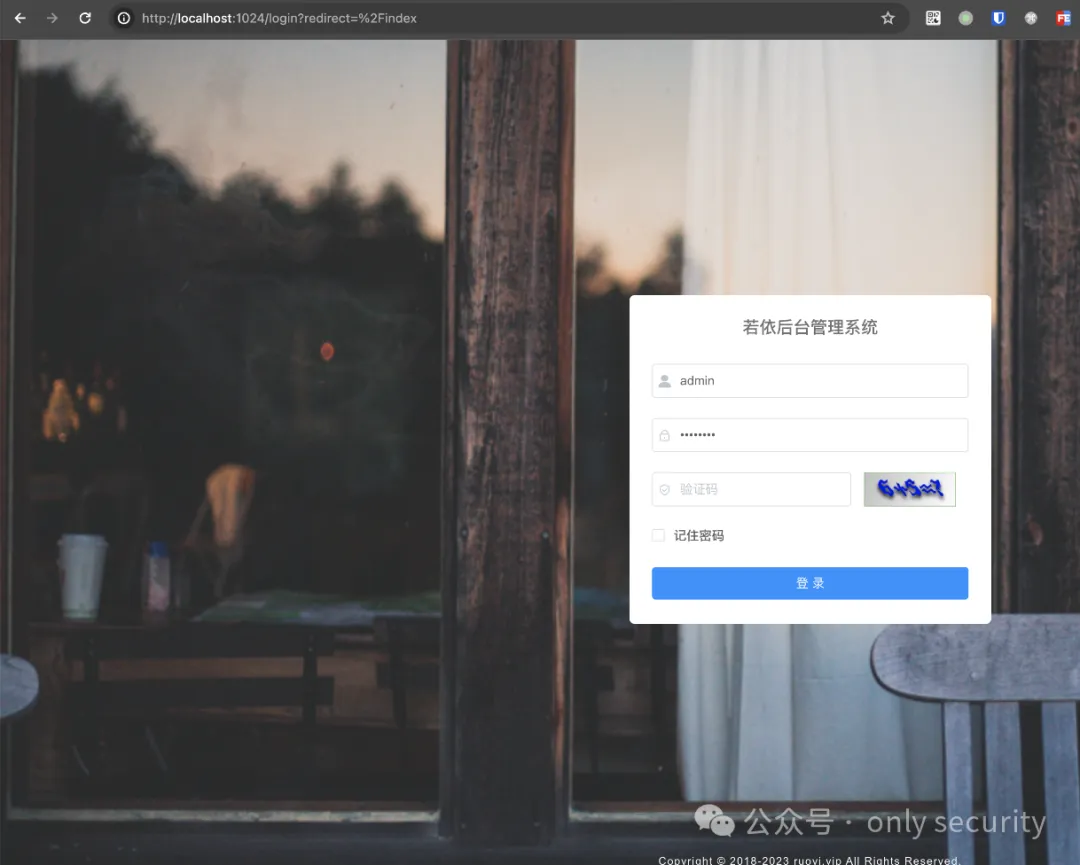 http://localhost:1024/login?redirect=%2Findex
FE
若依后台管理系统
admin
••••••••
验证码
记住密码
登 录
公众号 · only security
Copyright © 2018-2023 ruoyi.vip All Rights Reserved.